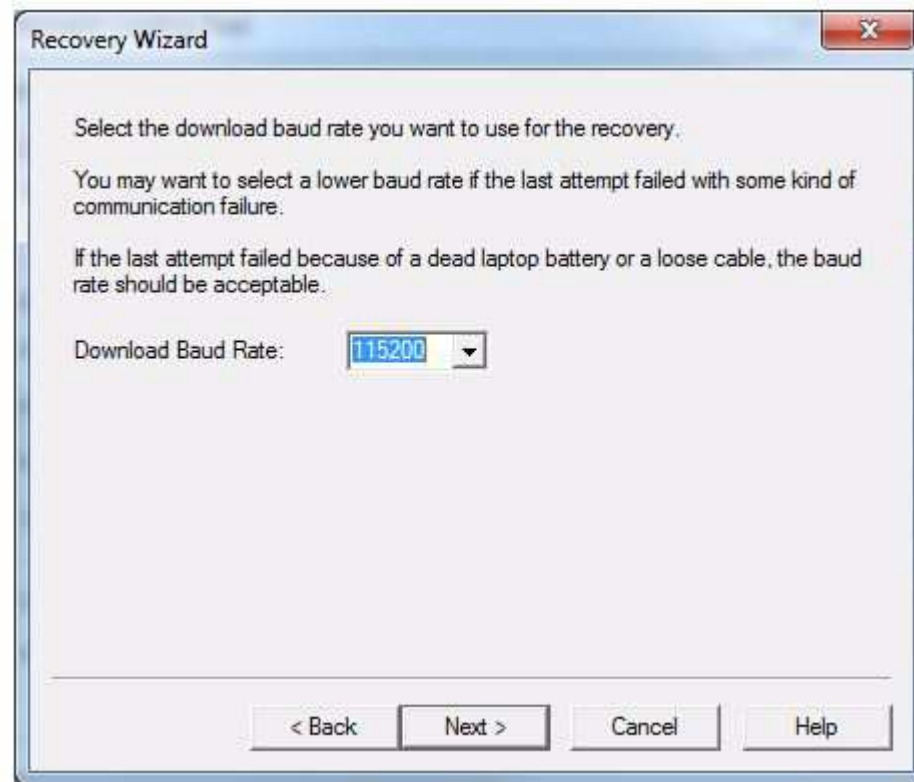 Recovery Wizard
Select the download baud rate you want to use for the recovery.
You may want to select a lower baud rate if the last attempt failed with some kind of
communication failure.
If the last attempt failed because of a dead laptop battery or a loose cable, the baud
rate should be acceptable.
Download Baud Rate: 115200
< Back Next > Cancel Help